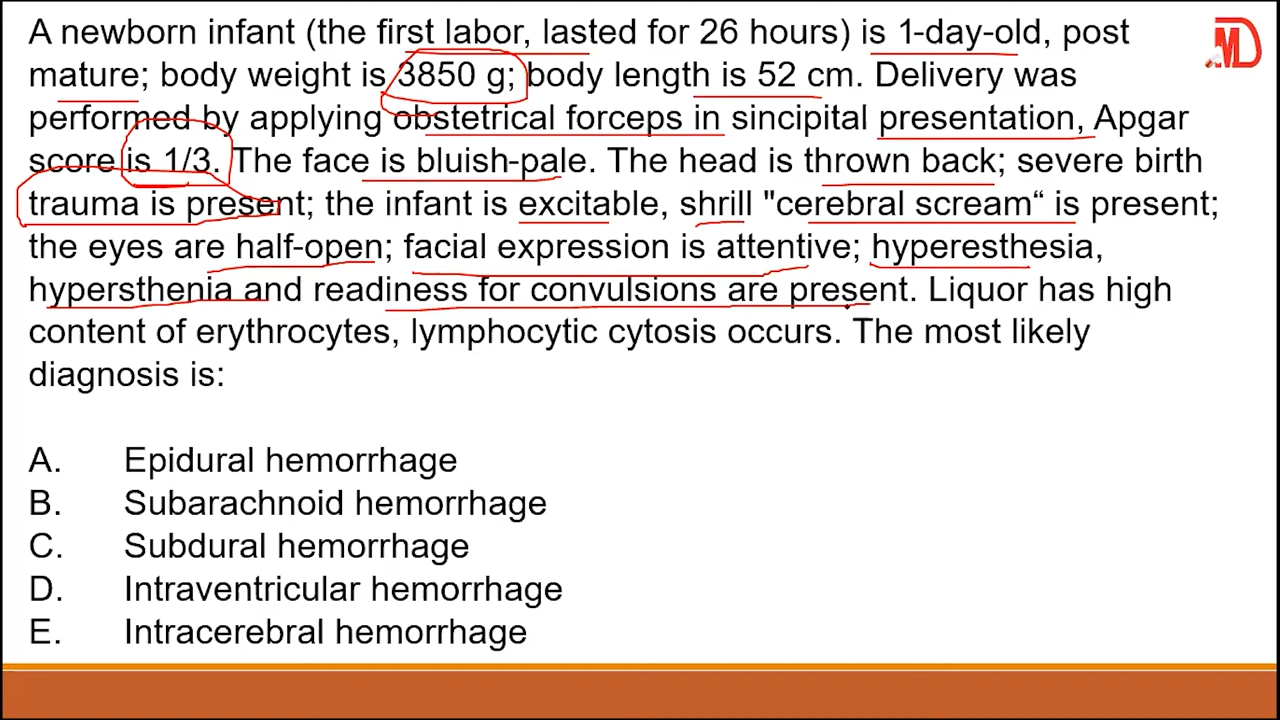 A newborn infant (the first labor, lasted for 26 hours) is 1-day-old, post
mature; body weight is 3850 g; body length is 52 cm. Delivery was
performed by applying obstetrical forceps in sincipital presentation, Apgar
score is 1/3. The face is bluish-pale. The head is thrown back; severe birth
trauma is present; the infant is excitable, shrill "cerebral scream“ is present;
the eyes are half-open; facial expression is attentive; hyperesthesia,
hypersthenia and readiness for convulsions are present. Liquor has high
content of erythrocytes, lymphocytic cytosis occurs. The most likely
diagnosis is:
A. Epidural hemorrhage
B. Subarachnoid hemorrhage
C. Subdural hemorrhage
D. Intraventricular hemorrhage
E. Intracerebral hemorrhage
MD